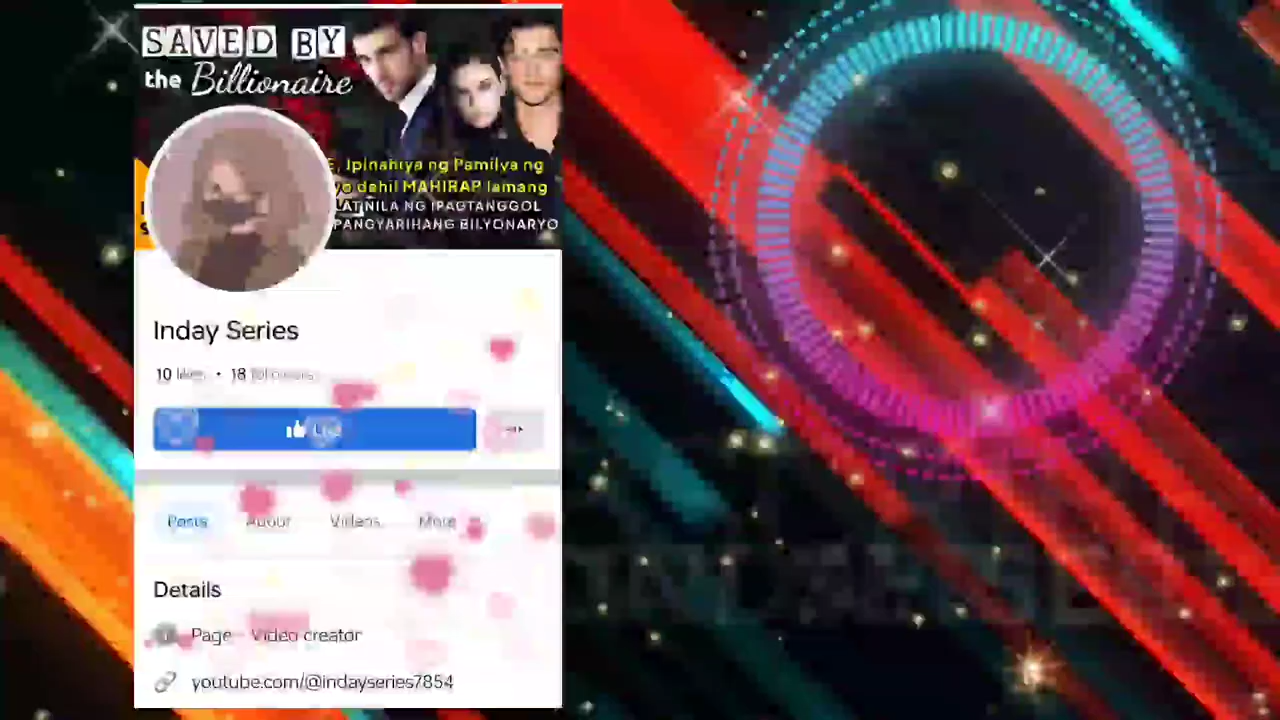 SAVED BY
the Billionaire
E, Ipinahiya ng Pamilya ng
yo dahil MAHIRAP lamang
NILA NG IPAGTANGGOL
PANGYARIHANG BILYONARYO
Inday Series
10 likes • 18 followers
Like
Posts About Videos More
Details
Page · Video creator
youtube.com/@indayseries7854